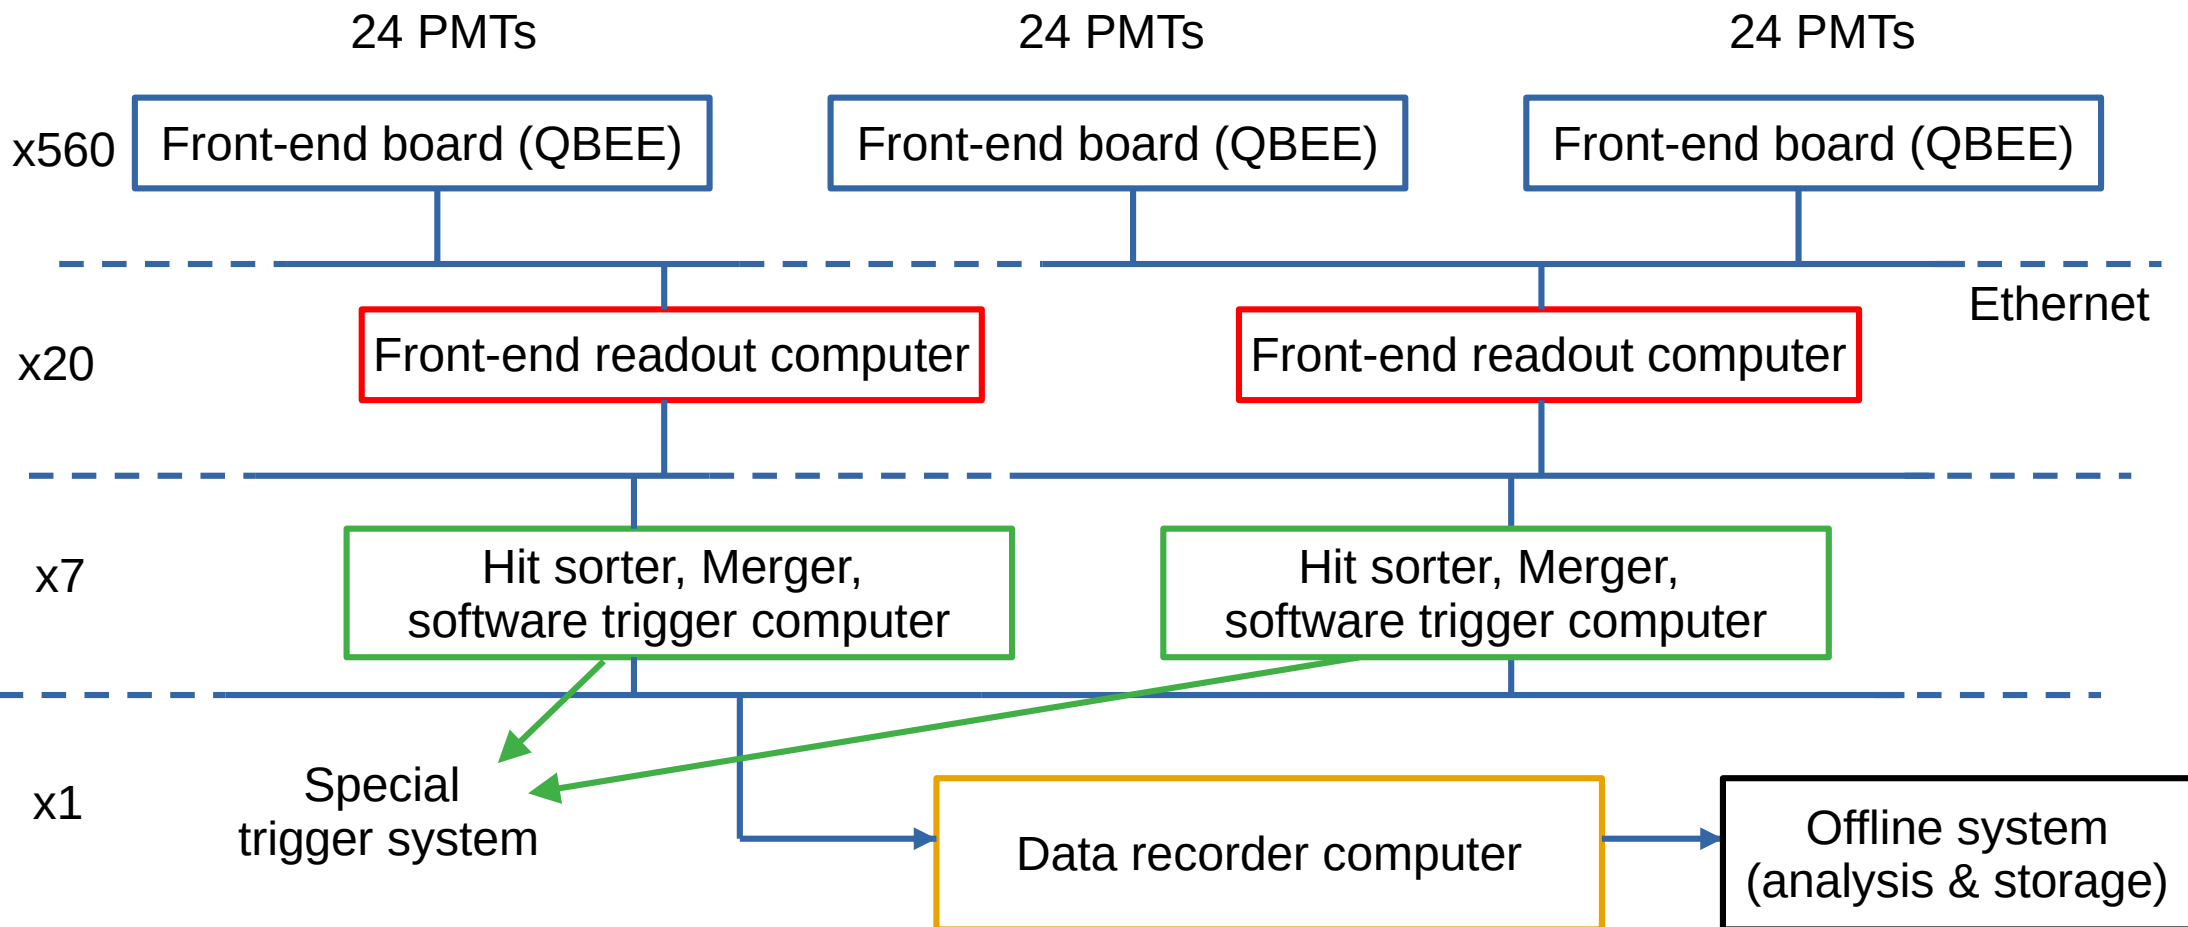 24 PMTs
24 PMTs
24 PMTs
x560
Front-end board (QBEE)
Front-end board (QBEE)
Front-end board (QBEE)
Ethernet
x20
Front-end readout computer
Front-end readout computer
x7
Hit sorter, Merger,
software trigger computer
Hit sorter, Merger,
software trigger computer
x1
Special
trigger system
Data recorder computer
Offline system
(analysis & storage)